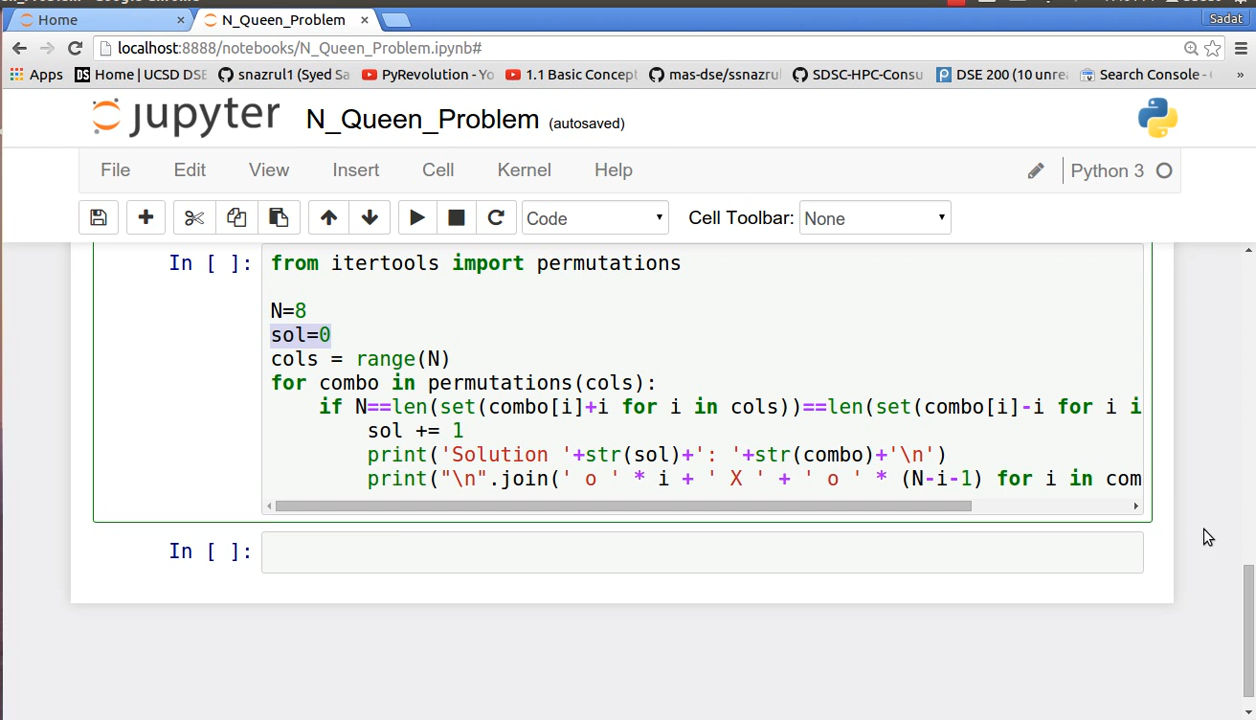 Home × N_Queen_Problem × Sadat
localhost:8888/notebooks/N_Queen_Problem.ipynb#
Apps Home | UCSD DSE snazrul1 (Syed Sa PyRevolution - Yo 1.1 Basic Concept mas-dse/ssnazru SDSC-HPC-Consu DSE 200 (10 unre Search Console - »
jupyter N_Queen_Problem (autosaved)
File Edit View Insert Cell Kernel Help Python 3
Code Cell Toolbar: None
In [ ]: from itertools import permutations
N=8
sol=0
cols = range(N)
for combo in permutations(cols):
if N==len(set(combo[i]+i for i in cols))==len(set(combo[i]-i for i i
sol += 1
print('Solution '+str(sol)+': '+str(combo)+'\n')
print("\n".join(' o ' * i + ' X ' + ' o ' * (N-i-1) for i in com
In [ ]: